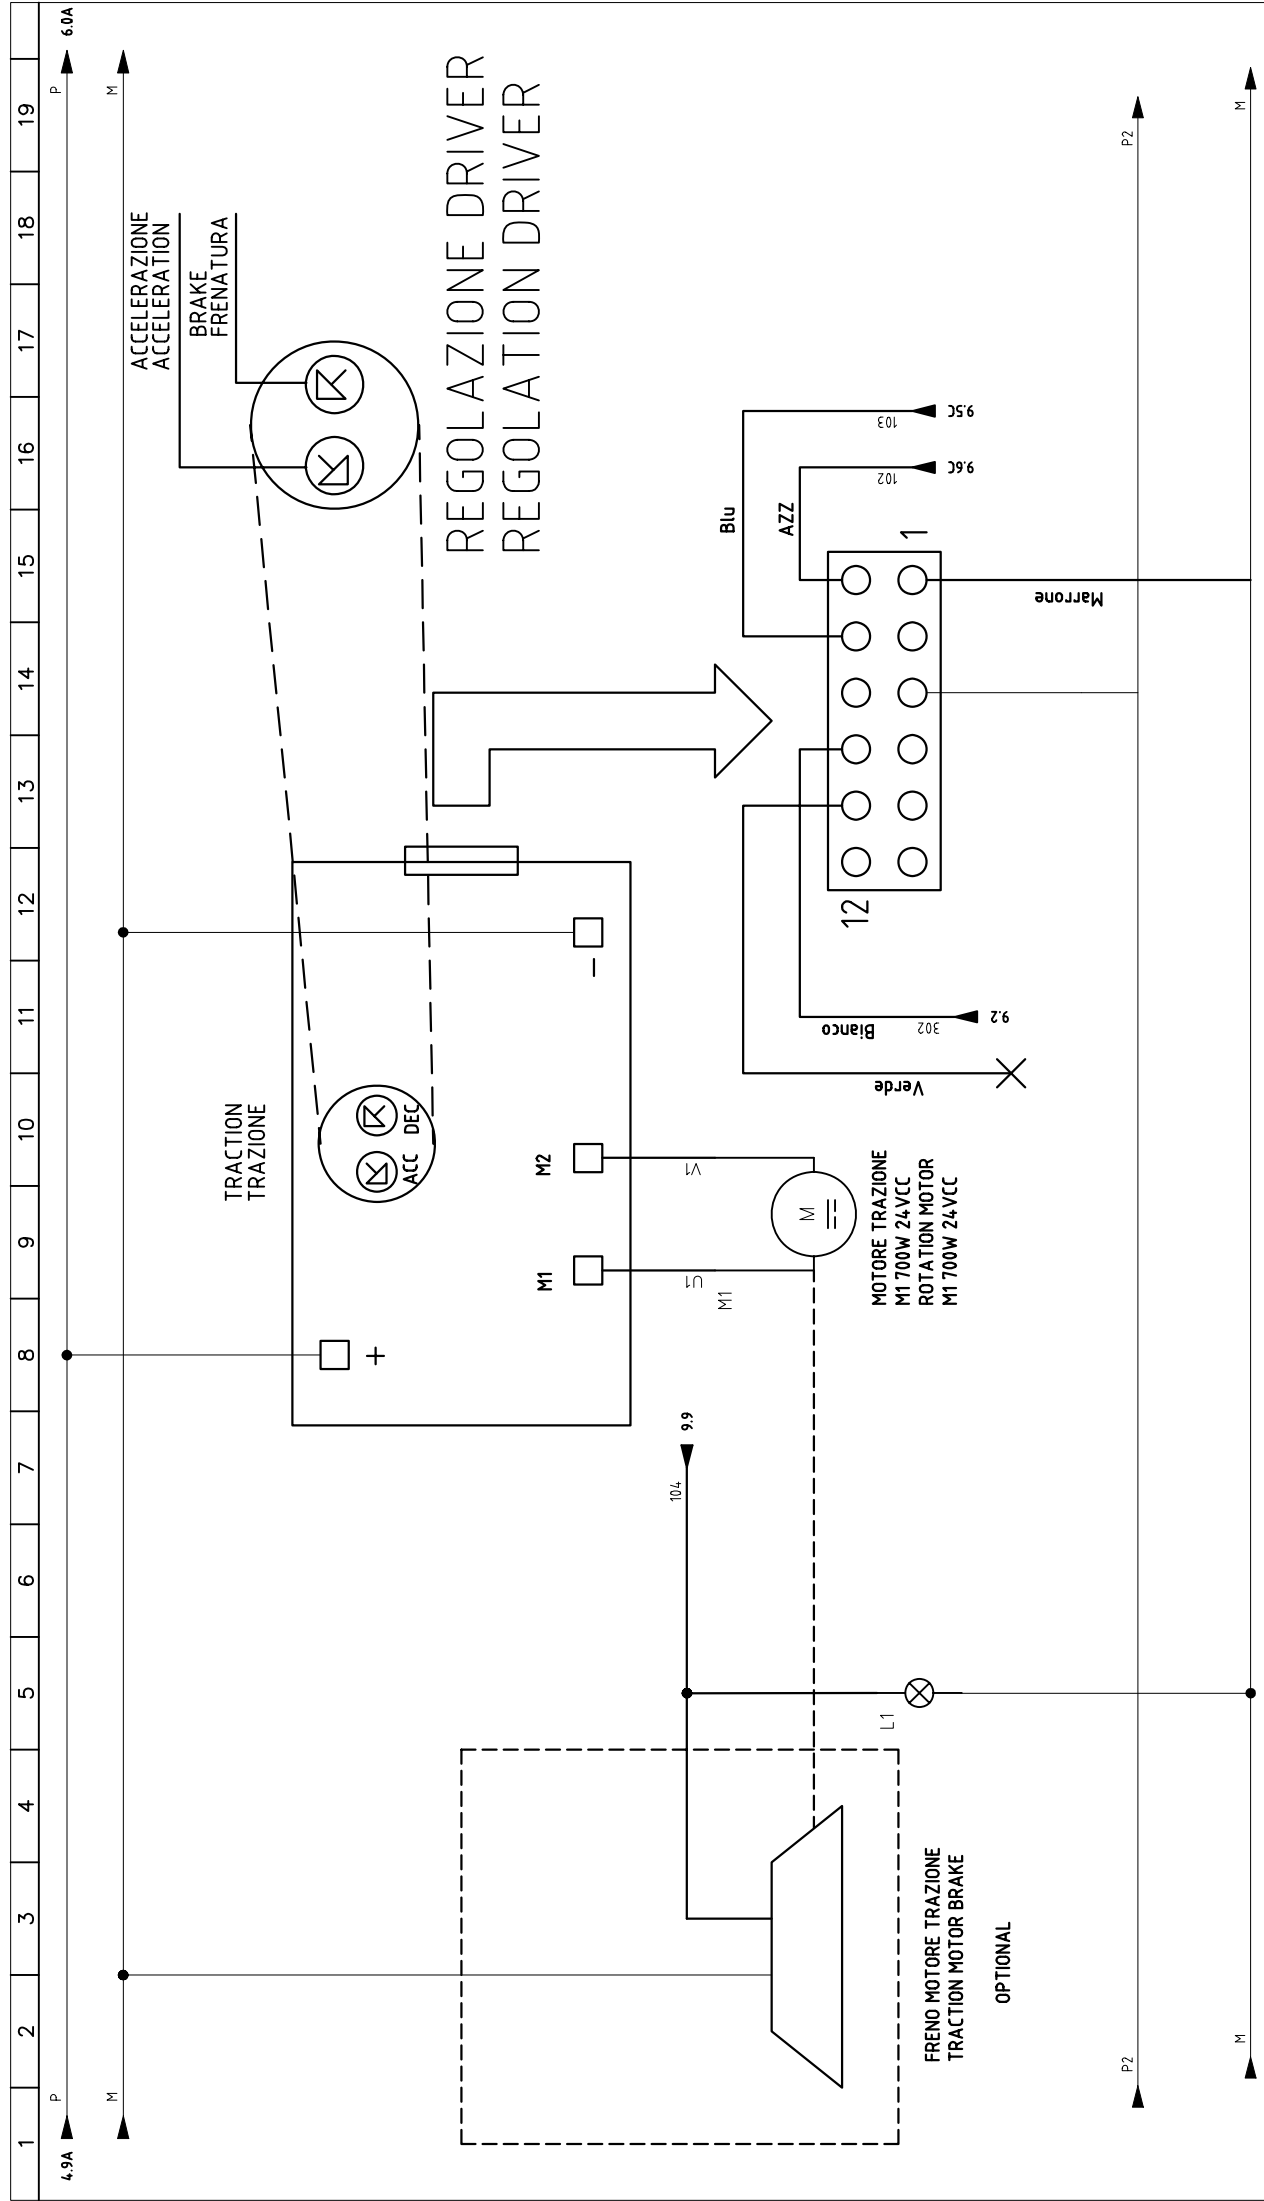 1 2 3 4 5 6 7 8 9 10 11 12 13 14 15 16 17 18 19
4.9A
P
P
6.0A
M
M
ACCELERAZIONE
ACCELERATION
BRAKE
FRENATURA
TRACTION
TRAZIONE
ACC DEC
+
-
M1
M2
REGOLAZIONE DRIVER
REGOLATION DRIVER
104
9.9
U1
V1
M1
M
MOTORE TRAZIONE
M1 700W 24VCC
ROTATION MOTOR
M1 700W 24VCC
L1
FRENO MOTORE TRAZIONE
TRACTION MOTOR BRAKE
OPTIONAL
Blu
AZZ
103
9.5C
102
9.6C
12
1
Bianco
302
9.2
Verde
Marrone
P2
P2
M
M